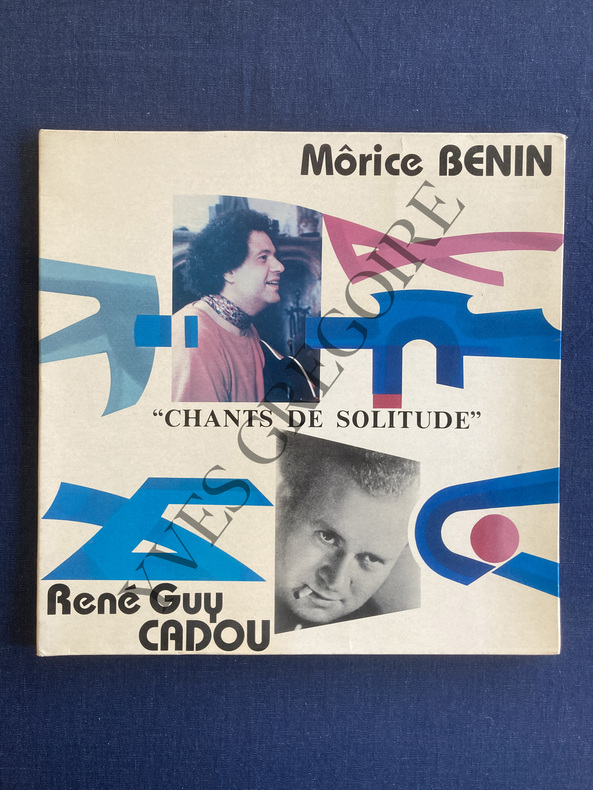 Môrice BENIN
“CHANTS DE SOLITUDE”
René Guy
CADOU
YVES GREGOIRE